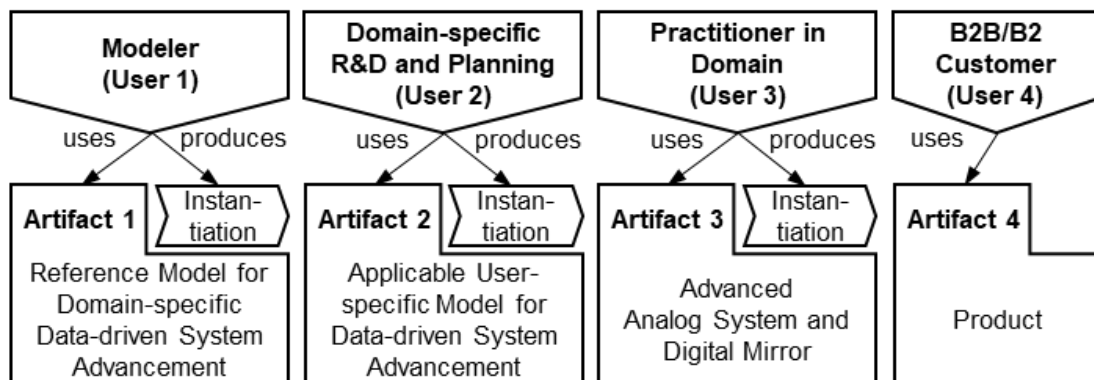 Modeler
(User 1)
uses
produces
Artifact 1
Instan-
tiation
Reference Model for
Domain-specific
Data-driven System
Advancement
Domain-specific
R&D and Planning
(User 2)
uses
produces
Artifact 2
Instan-
tiation
Applicable User-
specific Model for
Data-driven System
Advancement
Practitioner in
Domain
(User 3)
uses
produces
Artifact 3
Instan-
tiation
Advanced
Analog System and
Digital Mirror
B2B/B2
Customer
(User 4)
uses
Artifact 4
Product